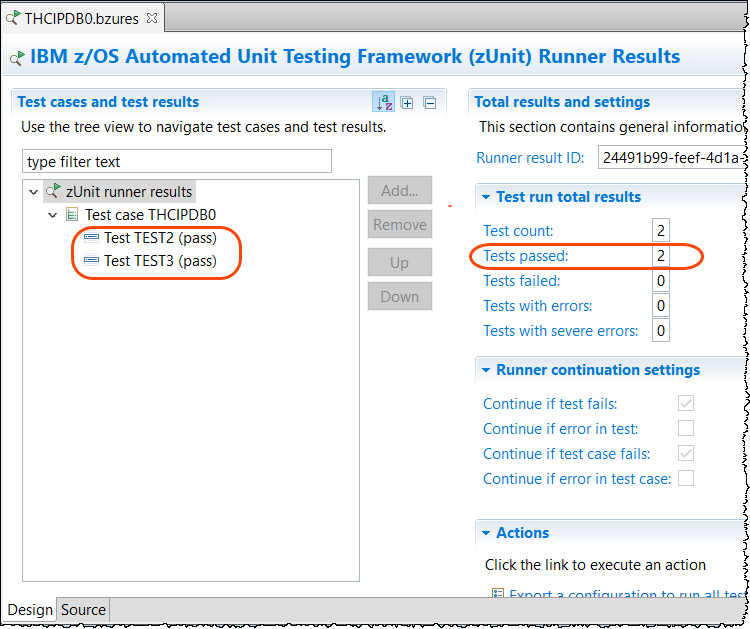 THCIPDB0.bzures
IBM z/OS Automated Unit Testing Framework (zUnit) Runner Results
Test cases and test results
Use the tree view to navigate test cases and test results.
type filter text
zUnit runner results
Test case THCIPDB0
Test TEST2 (pass)
Test TEST3 (pass)
Add...
Remove
Up
Down
Total results and settings
This section contains general informatio
Runner result ID: 24491b99-feef-4d1a-
Test run total results
Test count: 2
Tests passed: 2
Tests failed: 0
Tests with errors: 0
Tests with severe errors: 0
Runner continuation settings
Continue if test fails:
Continue if error in test:
Continue if test case fails:
Continue if error in test case:
Actions
Click the link to execute an action
Export a configuration to run all tes
Design Source